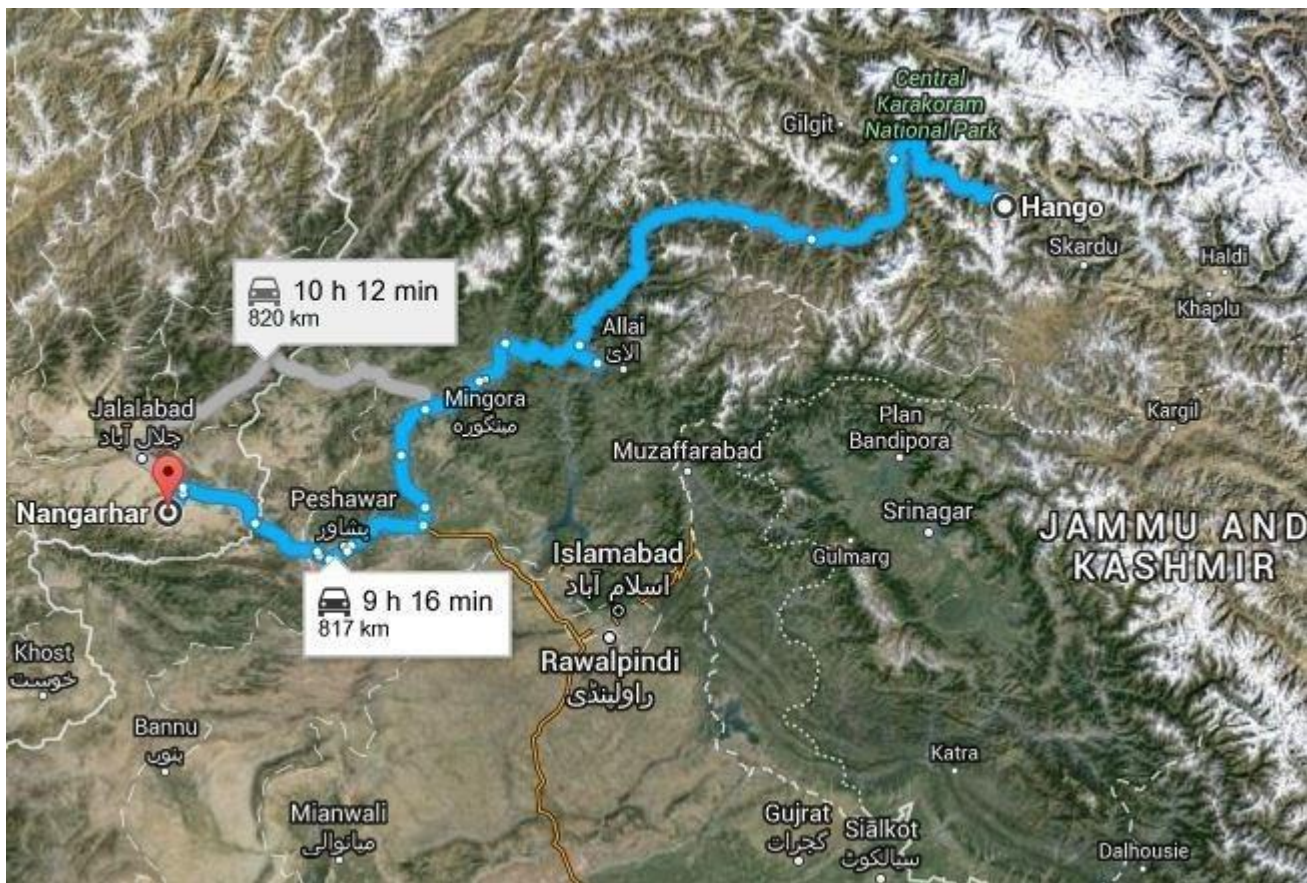 Central
Karakoram
National Park
Gilgit
Hango
Skardu
Haldi
Khaplu
10 h 12 min
820 km
Allai
الائ
Jalalabad
جلال آباد
Mingora
مینگورہ
Plan
Bandipora
Kargil
Muzaffarabad
Nangarhar
Peshawar
پشاور
Srinagar
JAMMU AND
KASHMIR
Gulmarg
Islamabad
اسلام آباد
9 h 16 min
817 km
Rawalpindi
راولپنڈی
Khost
خوست
Bannu
بنوں
Katra
Mianwali
میانوالی
Gujrat
گجرات
Sialkot
سیالکوٹ
Dalhousie